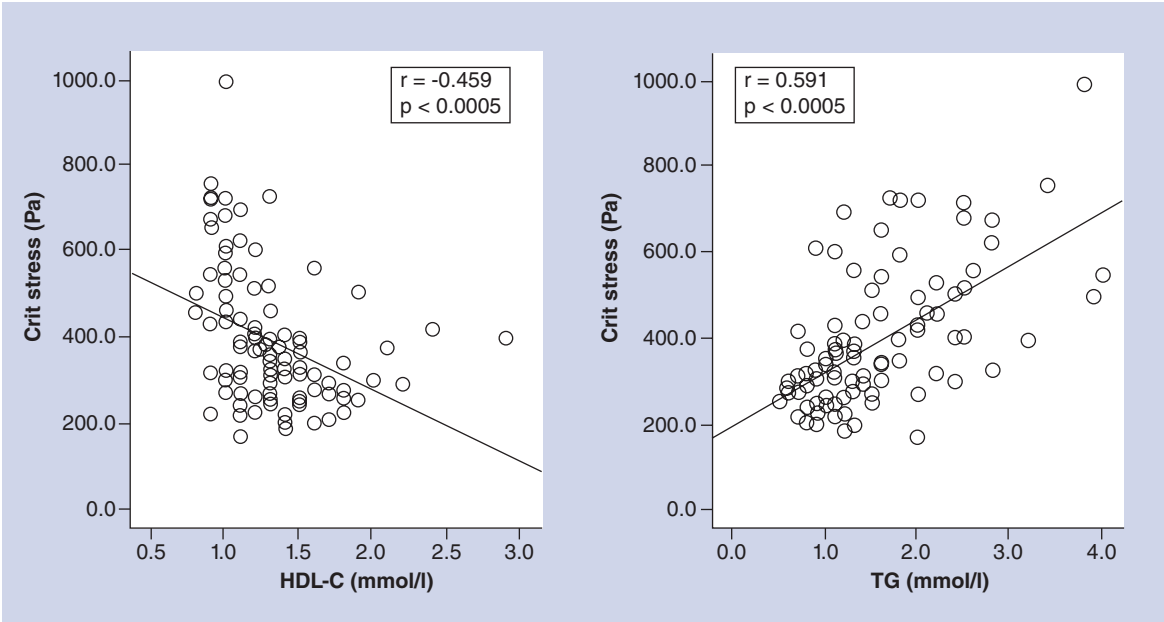 r = -0.459
p < 0.0005
1000.0
800.0
600.0
400.0
200.0
0.0
Crit stress (Pa)
0.5 1.0 1.5 2.0 2.5 3.0
HDL-C (mmol/l)
r = 0.591
p < 0.0005
1000.0
800.0
600.0
400.0
200.0
0.0
Crit stress (Pa)
0.0 1.0 2.0 3.0 4.0
TG (mmol/l)